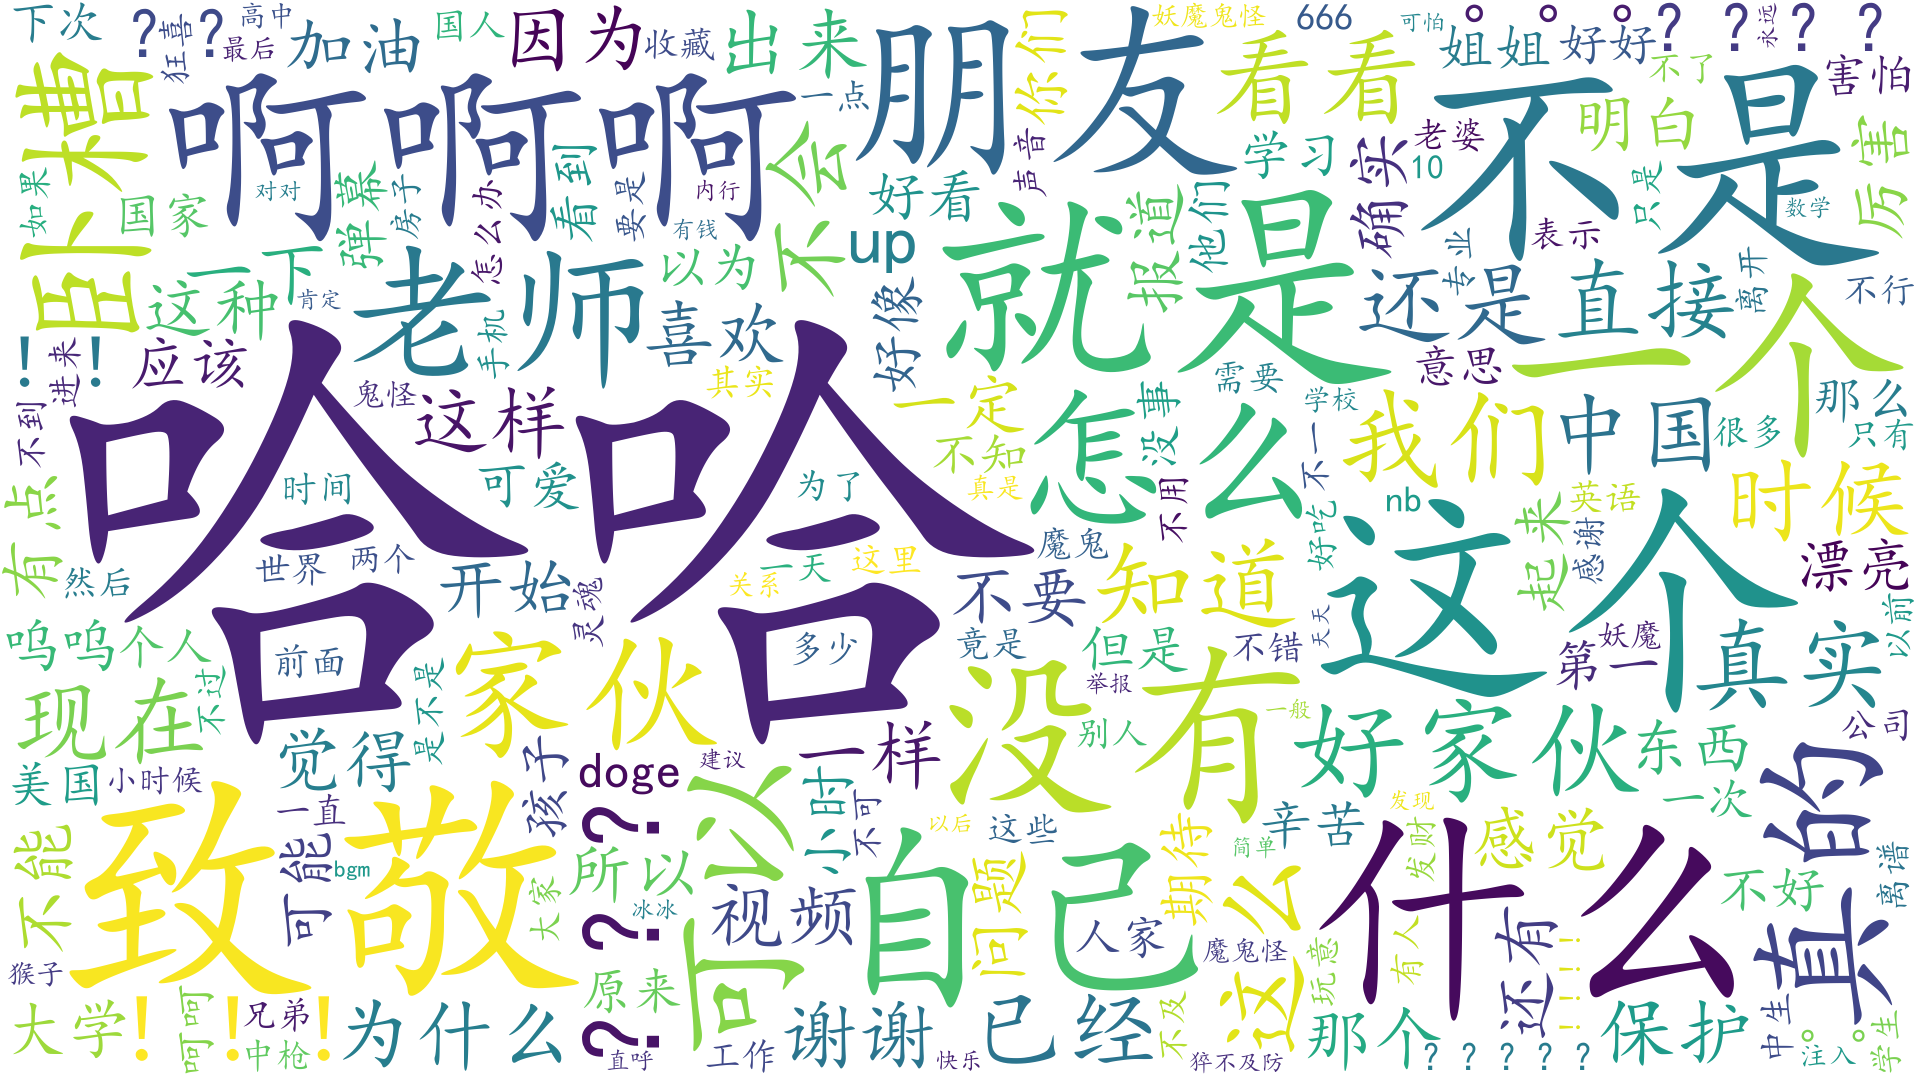 下次
? ?
狂喜
最后
高中
加油
国人
因为
收藏
出来
朋友
你们
妖魔鬼怪
666
看看
可怕
。 。 。
姐姐
好好
? ? ? ?
永远
不了
害怕
卧槽
啊啊啊
一点
不会
声音
学习
确实
老婆
10
不是
明白
只是
厉害
数学
如果
国家
对对
弹幕
房子
怎么办
看到
要是
内行
有钱
好看
up
报道
他们
专业
表示
离开
不行
这种
一下
肯定
老师
手机
以为
喜欢
好像
就是
需要
还是
直接
意思
一个
! !
进来
应该
鬼怪
这样
其实
一定
怎么
没事
学校
我们
中国
很多
那么
只有
不到
哈哈
时间
可爱
为了
不知
真是
不用
不一
nb
英语
时候
有点
然后
世界
两个
开始
灵魂
关系
一天
这里
魔鬼
不要
知道
好吃
这个
起来
感谢
漂亮
呜呜
个人
前面
家伙
多少
竟是
但是
不错
天天
第一
妖魔
真实
以前
现在
不过
觉得
是不是
孩子
doge
建议
一样
没有
举报
别人
一般
好家伙
东西
公司
美国
小时候
一直
致敬
可能
bgm
大家
? ? ?
所以
冰冰
可以
小时
不可
以后
这些
视频
自己
问题
期待
辛苦
简单
这么
什么
发现
发财
感觉
一次
不好
真的
离谱
不能
猴子
大学
! ! !
呵呵
兄弟
中枪
为什么
原来
直呼
工作
谢谢
快乐
已经
人家
不及
魔鬼怪
猝不及防
玩意
有人
那个
还有
! ! ! !
? ? ? ? ?
保护
中生
。 。
注入
学生